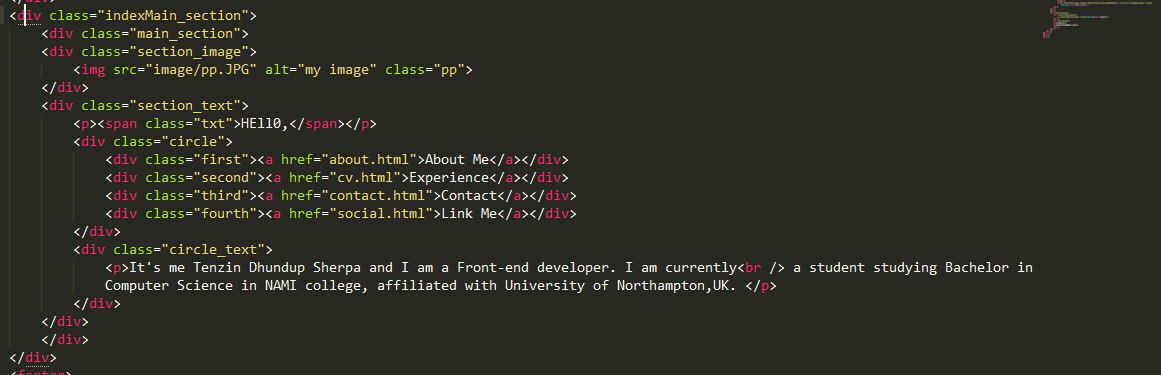 </div>
<div class="indexMain_section">
    <div class="main_section">
    <div class="section_image">
        <img src="image/pp.JPG" alt="my image" class="pp">
    </div>
    <div class="section_text">
        <p><span class="txt">HEll0,</span></p>
        <div class="circle">
            <div class="first"><a href="about.html">About Me</a></div>
            <div class="second"><a href="cv.html">Experience</a></div>
            <div class="third"><a href="contact.html">Contact</a></div>
            <div class="fourth"><a href="social.html">Link Me</a></div>
        </div>
        <div class="circle_text">
            <p>It's me Tenzin Dhundup Sherpa and I am a Front-end developer. I am currently<br /> a student studying Bachelor in
            Computer Science in NAMI college, affiliated with University of Northampton,UK. </p>
        </div>
    </div>
    </div>
</div>
<footer>